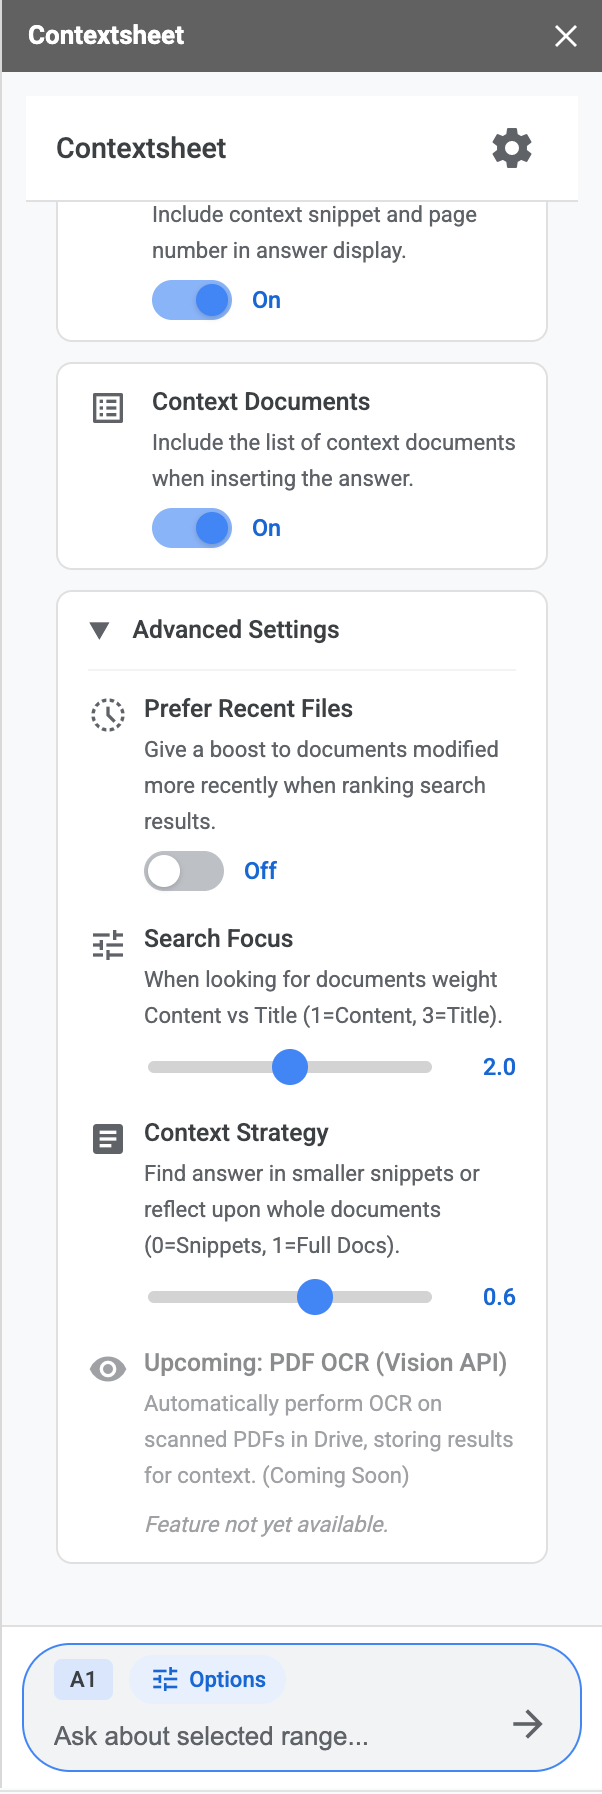 Contextsheet
Contextsheet
Include context snippet and page
number in answer display.
On
Context Documents
Include the list of context documents
when inserting the answer.
On
Advanced Settings
Prefer Recent Files
Give a boost to documents modified
more recently when ranking search
results.
Off
Search Focus
When looking for documents weight
Content vs Title (1=Content, 3=Title).
2.0
Context Strategy
Find answer in smaller snippets or
reflect upon whole documents
(0=Snippets, 1=Full Docs).
0.6
Upcoming: PDF OCR (Vision API)
Automatically perform OCR on
scanned PDFs in Drive, storing results
for context. (Coming Soon)
Feature not yet available.
A1 Options
Ask about selected range...